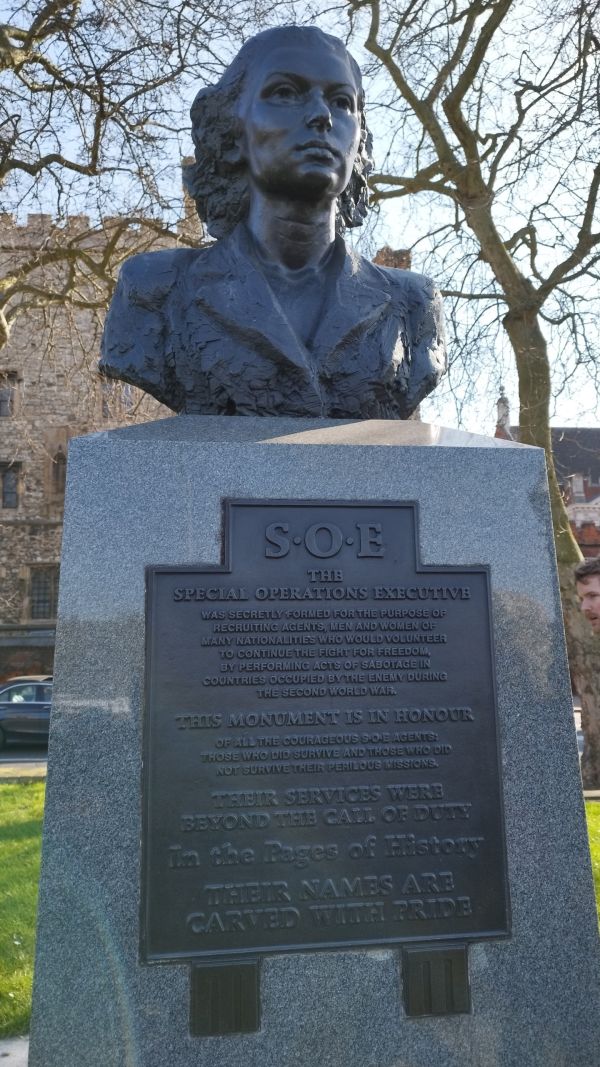 S·O·E
THE
SPECIAL OPERATIONS EXECUTIVE
WAS SECRETLY FORMED FOR THE PURPOSE OF
RECRUITING AGENTS, MEN AND WOMEN OF
MANY NATIONALITIES WHO WOULD VOLUNTEER
TO CONTINUE THE FIGHT FOR FREEDOM,
BY PERFORMING ACTS OF SABOTAGE IN
COUNTRIES OCCUPIED BY THE ENEMY DURING
THE SECOND WORLD WAR.
THIS MONUMENT IS IN HONOUR
OF ALL THE COURAGEOUS S·O·E AGENTS:
THOSE WHO DID SURVIVE AND THOSE WHO DID
NOT SURVIVE THEIR PERILOUS MISSIONS.
THEIR SERVICES WERE
BEYOND THE CALL OF DUTY
In the Pages of History
THEIR NAMES ARE
CARVED WITH PRIDE